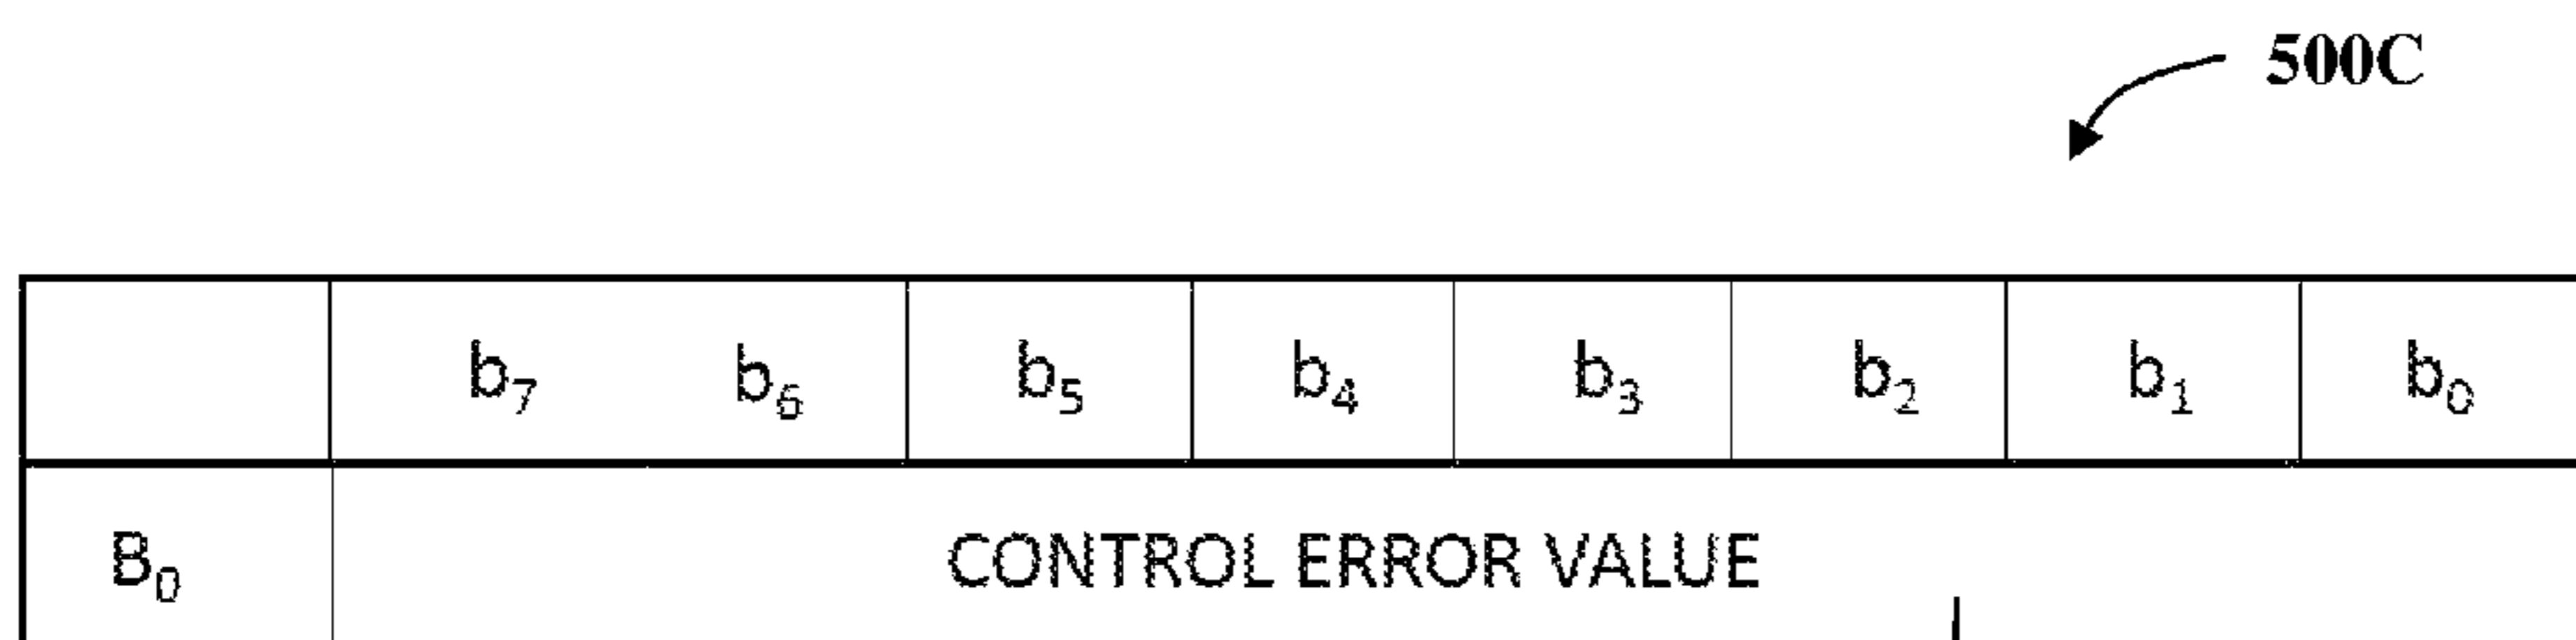 500C
b₇ b₆ b₅ b₄ b₃ b₂ b₁ b₀
B₀ CONTROL ERROR VALUE